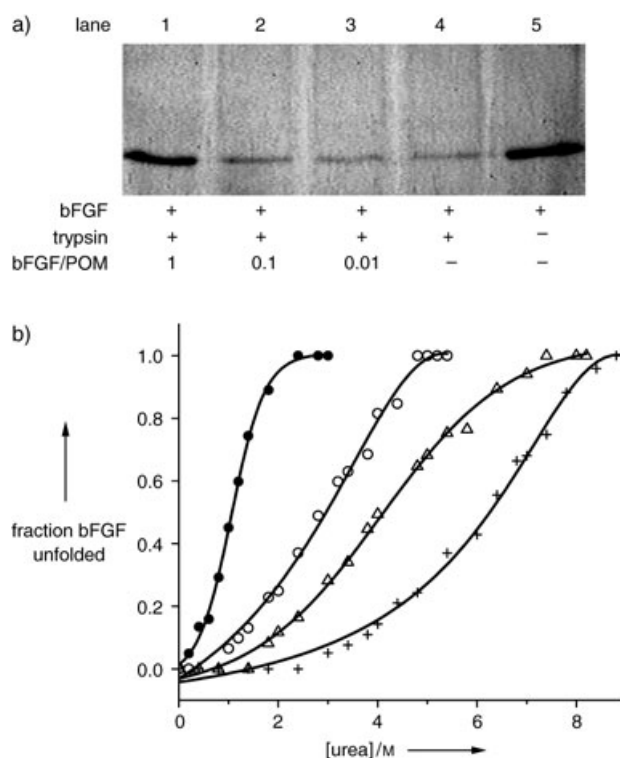 a) lane 1 2 3 4 5
bFGF + + + + +
trypsin + + + + –
bFGF/POM 1 0.1 0.01 – –
b)
1.0
0.8
0.6
fraction bFGF
unfolded
0.4
0.2
0.0
0 2 4 6 8
[urea]/M